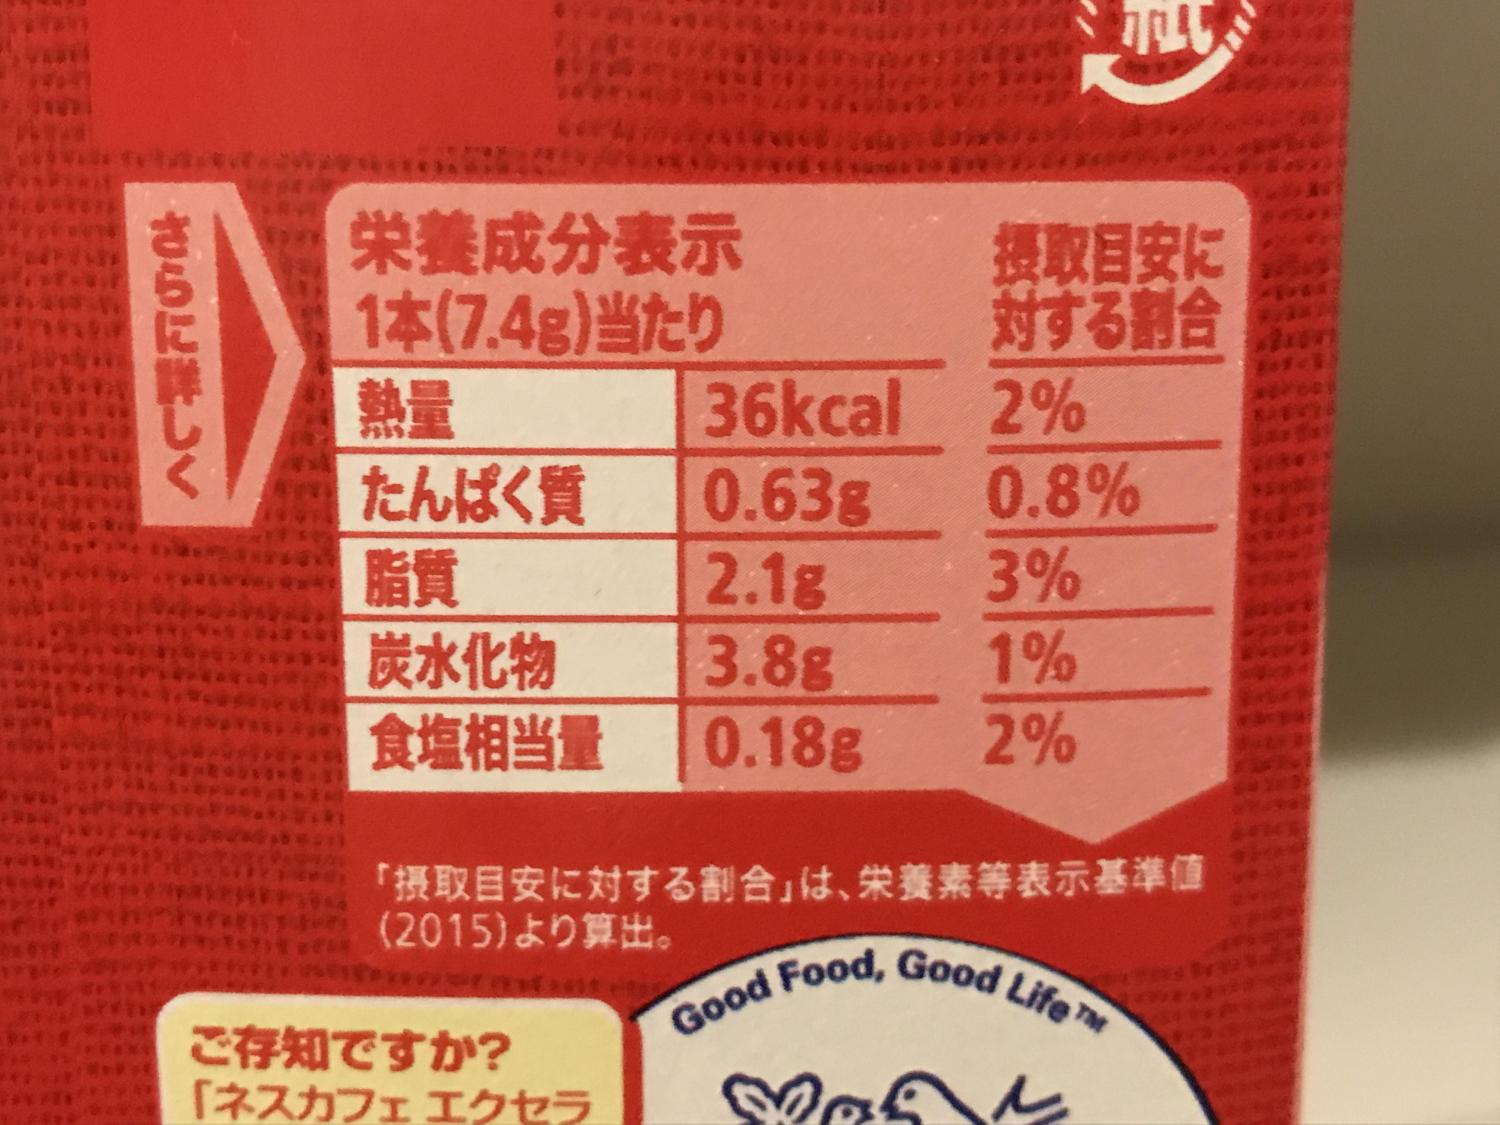 紙
さらに詳しく
栄養成分表示
1本(7.4g)当たり
摂取目安に
対する割合
熱量 36kcal 2%
たんぱく質 0.63g 0.8%
脂質 2.1g 3%
炭水化物 3.8g 1%
食塩相当量 0.18g 2%
「摂取目安に対する割合」は、栄養素等表示基準値
(2015)より算出。
Good Food, Good Life™
ご存知ですか?
「ネスカフェ エクセラ